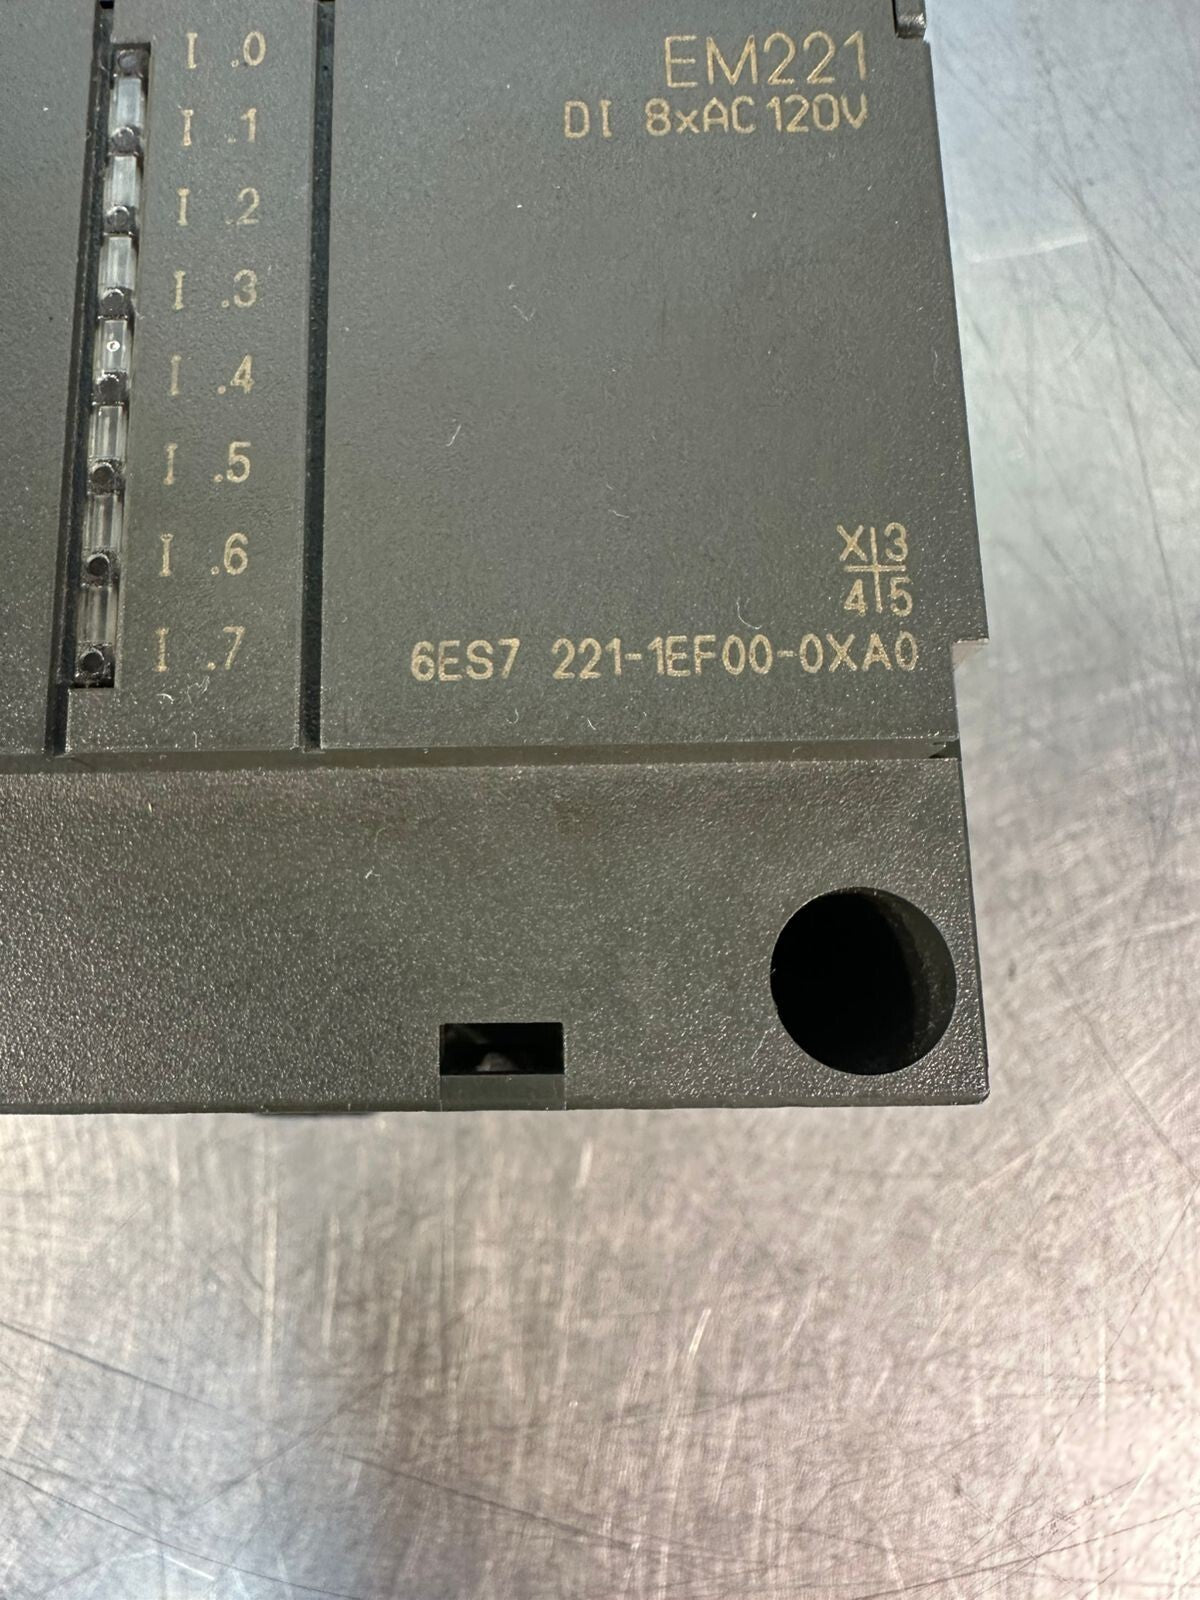 I .0
I .1
I .2
I .3
I .4
I .5
I .6
I .7
EM221
DI 8xAC 120V
X 3
4 5
6ES7 221-1EF00-0XA0